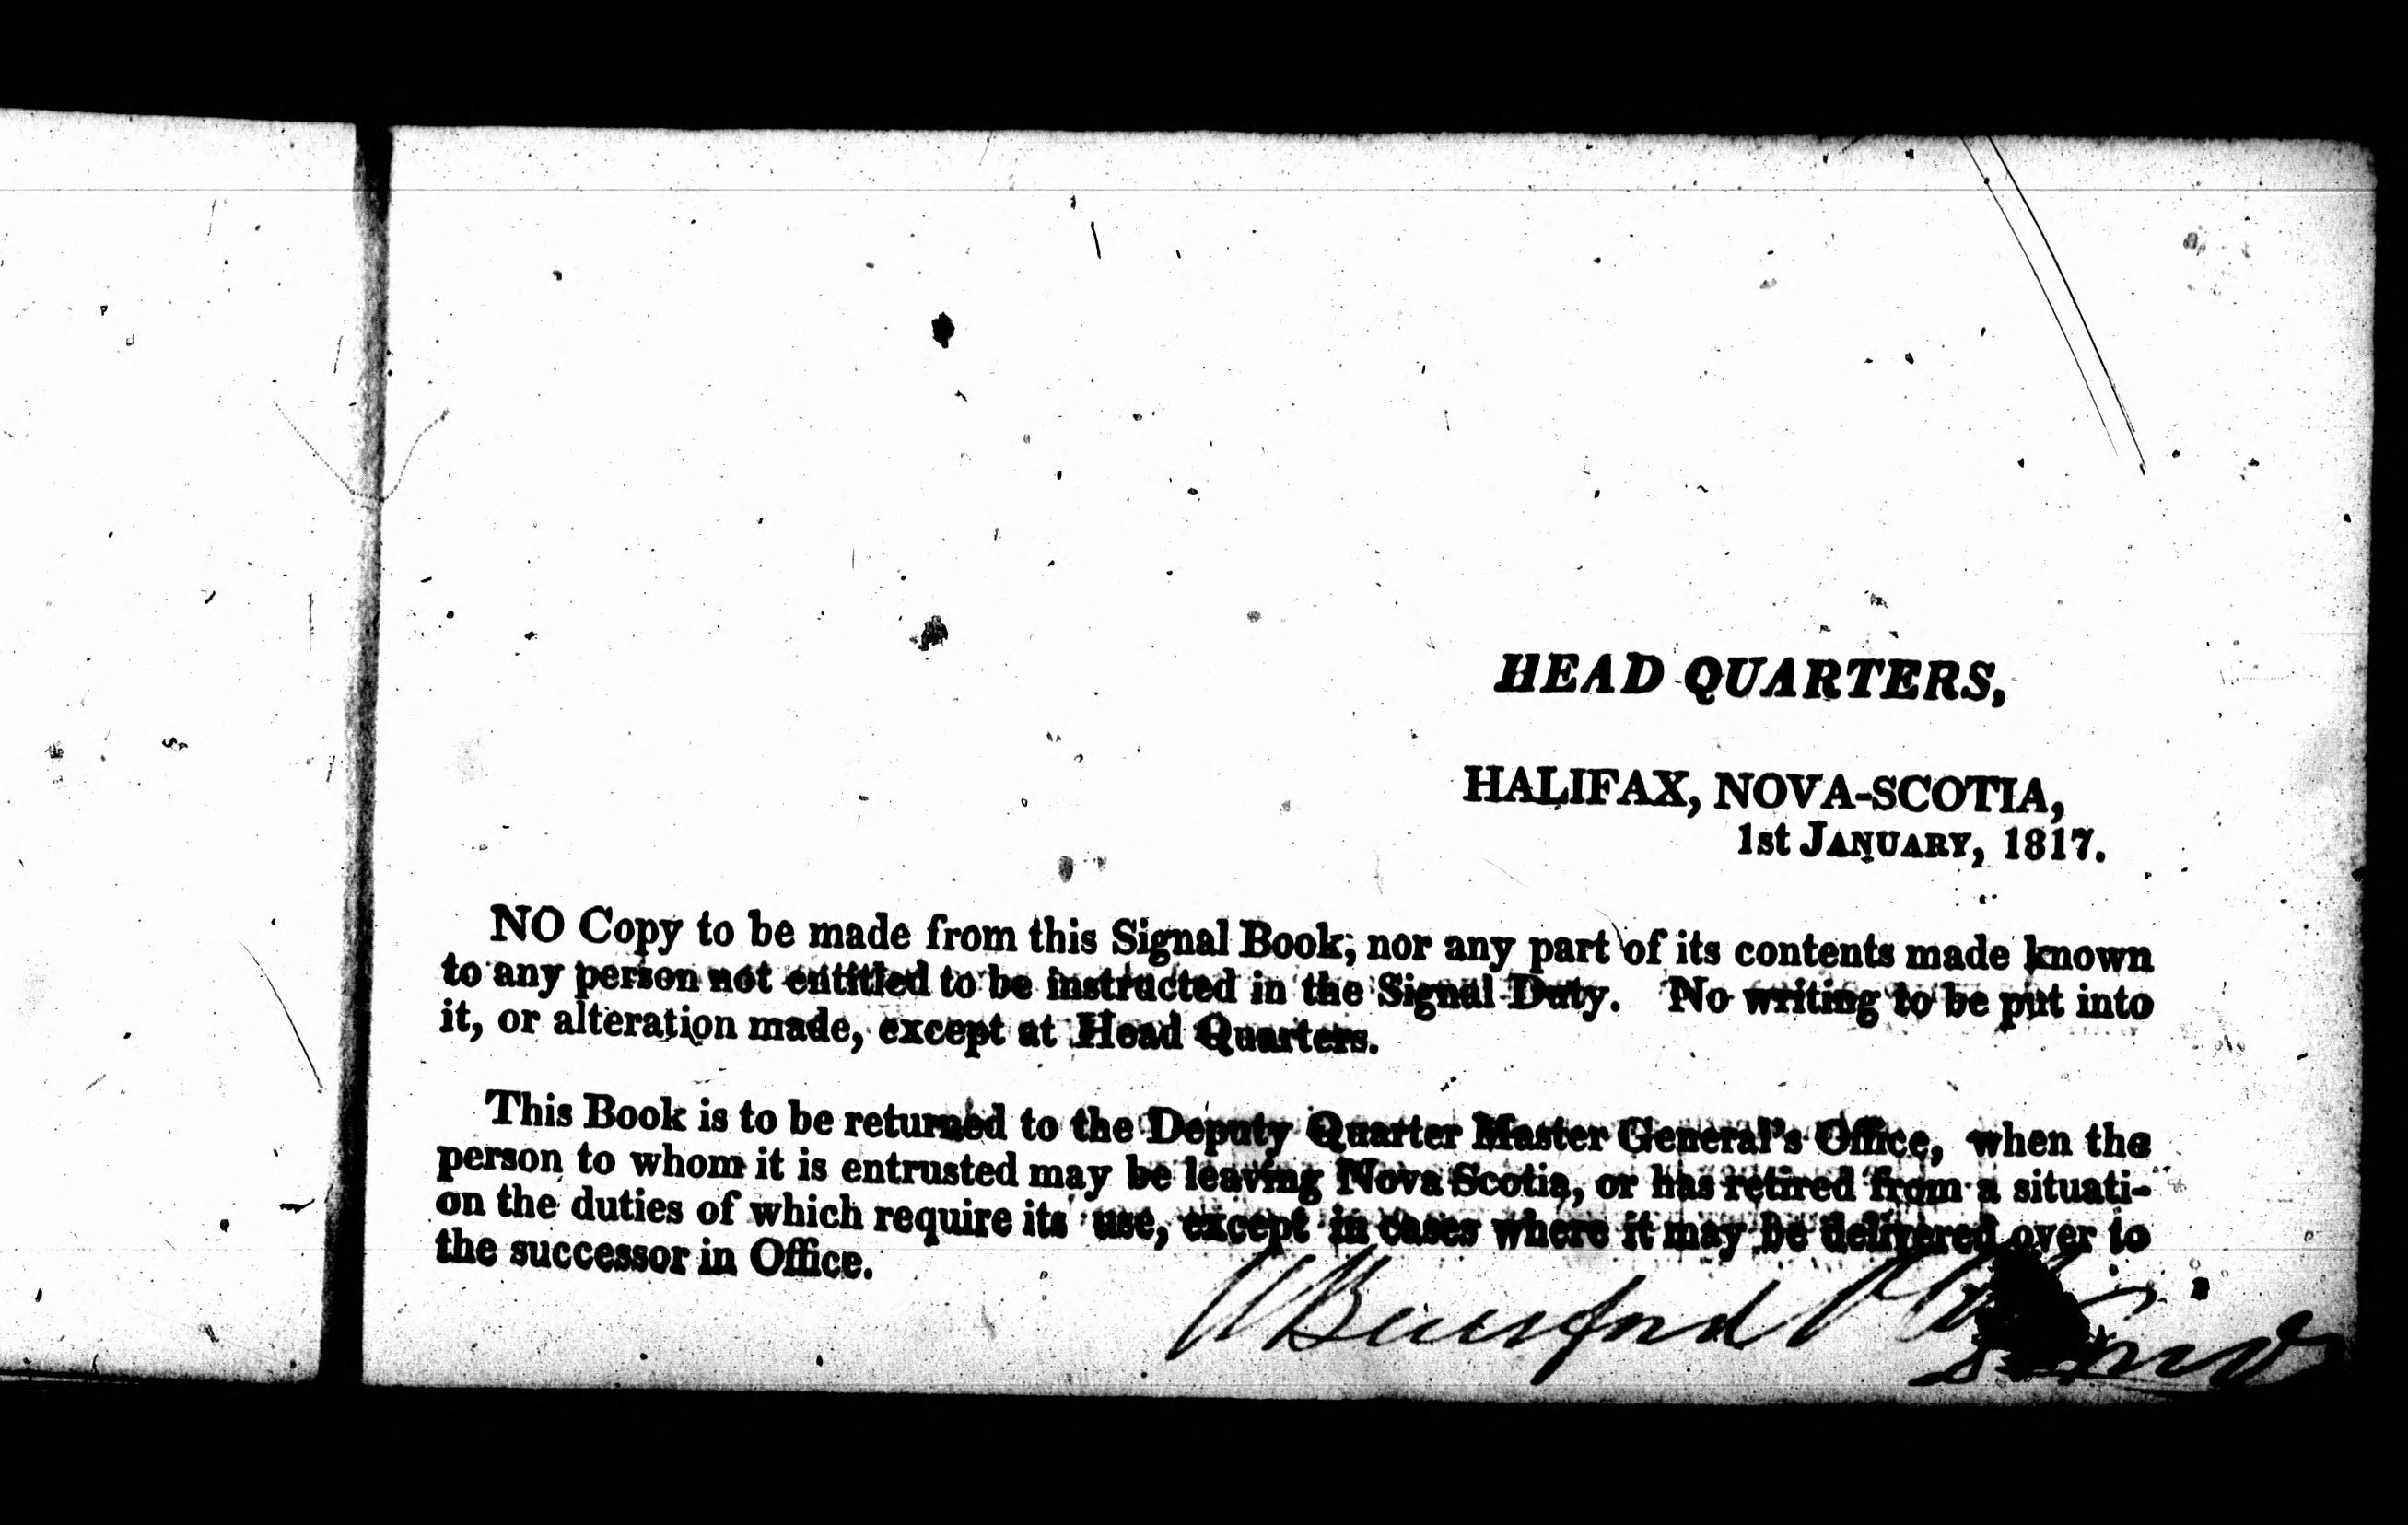 HEAD QUARTERS,
HALIFAX, NOVA-SCOTIA,
1st JANUARY, 1817.
NO Copy to be made from this Signal Book, nor any part of its contents made known
to any person not entitled to be instructed in the Signal Duty. No writing to be put into
it, or alteration made, except at Head Quarters.
This Book is to be returned to the Deputy Quarter Master General's Office, when the
person to whom it is entrusted may be leaving Nova Scotia, or has retired from a situati-
on the duties of which require its use, except in cases where it may be delivered over to
the successor in Office.